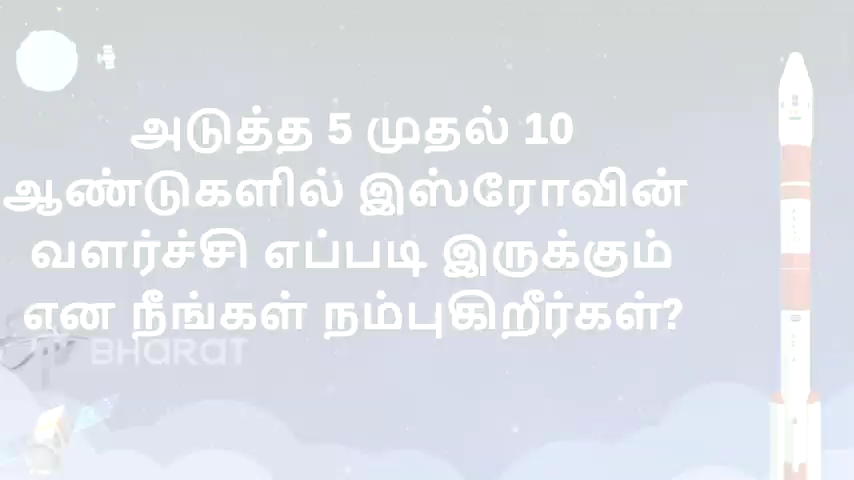 அடுத்த 5 முதல் 10
ஆண்டுகளில் இஸ்ரோவின்
வளர்ச்சி எப்படி இருக்கும்
என நீங்கள் நம்புகிறீர்கள்?
BHARAT